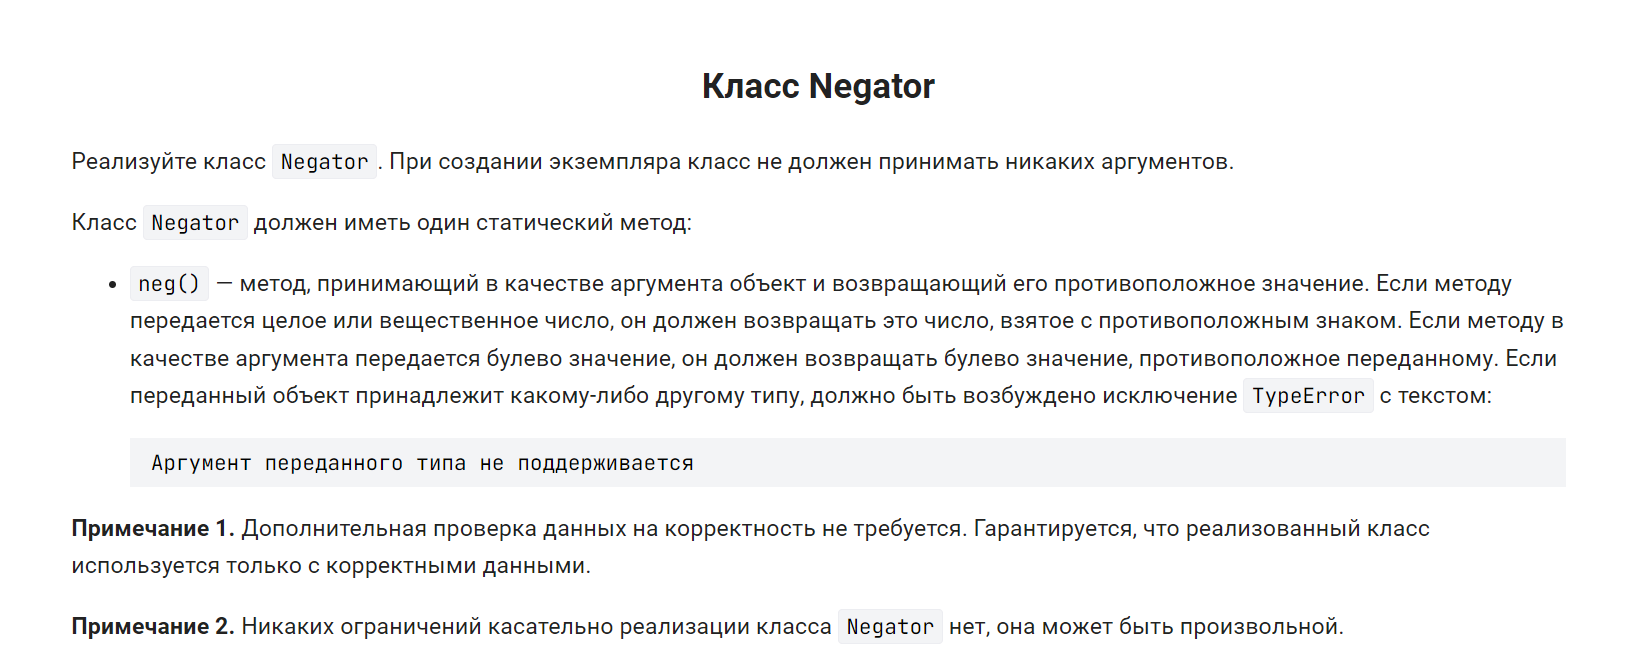 Класс Negator
Реализуйте класс Negator. При создании экземпляра класс не должен принимать никаких аргументов.
Класс Negator должен иметь один статический метод:
• neg() — метод, принимающий в качестве аргумента объект и возвращающий его противоположное значение. Если методу
передается целое или вещественное число, он должен возвращать это число, взятое с противоположным знаком. Если методу в
качестве аргумента передается булево значение, он должен возвращать булево значение, противоположное переданному. Если
переданный объект принадлежит какому-либо другому типу, должно быть возбуждено исключение TypeError с текстом:
Аргумент переданного типа не поддерживается
Примечание 1. Дополнительная проверка данных на корректность не требуется. Гарантируется, что реализованный класс
используется только с корректными данными.
Примечание 2. Никаких ограничений касательно реализации класса Negator нет, она может быть произвольной.